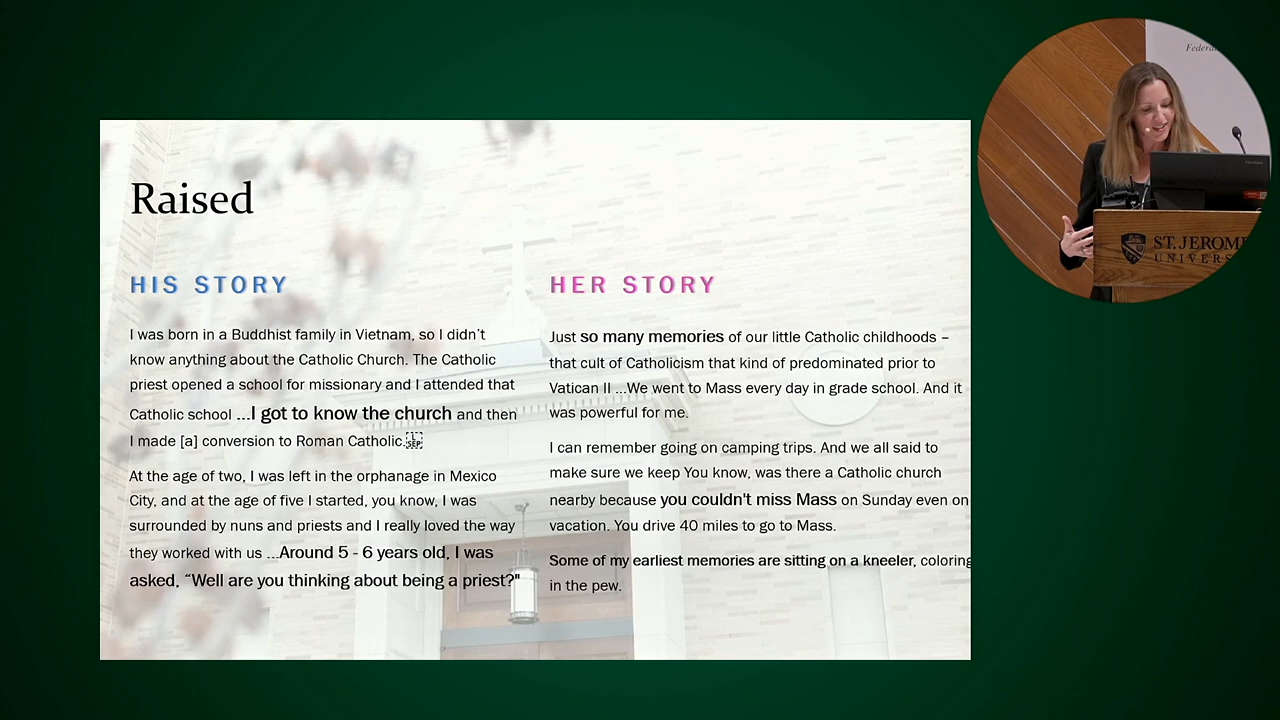 Raised
HIS STORY
I was born in a Buddhist family in Vietnam, so I didn't
know anything about the Catholic Church. The Catholic
priest opened a school for missionary and I attended that
Catholic school ...I got to know the church and then
I made [a] conversion to Roman Catholic.
At the age of two, I was left in the orphanage in Mexico
City, and at the age of five I started, you know, I was
surrounded by nuns and priests and I really loved the way
they worked with us ...Around 5 - 6 years old, I was
asked, “Well are you thinking about being a priest?"
HER STORY
Just so many memories of our little Catholic childhoods –
that cult of Catholicism that kind of predominated prior to
Vatican II ...We went to Mass every day in grade school. And it
was powerful for me.
I can remember going on camping trips. And we all said to
make sure we keep You know, was there a Catholic church
nearby because you couldn't miss Mass on Sunday even on
vacation. You drive 40 miles to go to Mass.
Some of my earliest memories are sitting on a kneeler, coloring
in the pew.
ST. JEROME
UNIVERS